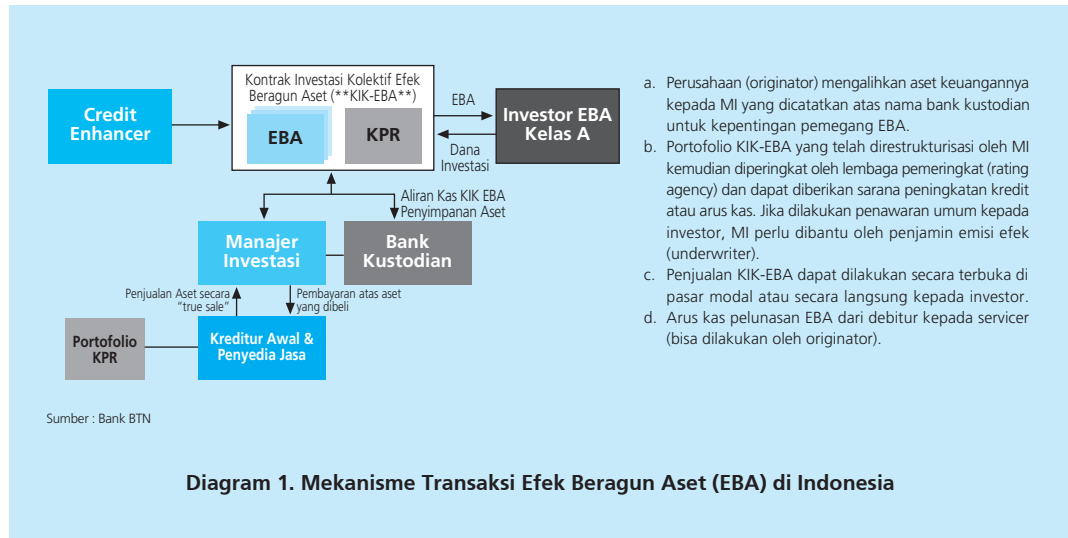 Kontrak Investasi Kolektif Efek
Beragun Aset (**KIK-EBA**)
Credit
Enhancer
EBA
KPR
EBA
Dana
Investasi
Investor EBA
Kelas A
Aliran Kas KIK EBA
Penyimpanan Aset
Manajer
Investasi
Bank
Kustodian
Penjualan Aset secara
“true sale”
Pembayaran atas aset
yang dibeli
Portofolio
KPR
Kreditur Awal &
Penyedia Jasa
Sumber : Bank BTN
a. Perusahaan (originator) mengalihkan aset keuangannya
kepada MI yang dicatatkan atas nama bank kustodian
untuk kepentingan pemegang EBA.
b. Portofolio KIK-EBA yang telah direstrukturisasi oleh MI
kemudian diperingkat oleh lembaga pemeringkat (rating
agency) dan dapat diberikan sarana peningkatan kredit
atau arus kas. Jika dilakukan penawaran umum kepada
investor, MI perlu dibantu oleh penjamin emisi efek
(underwriter).
c. Penjualan KIK-EBA dapat dilakukan secara terbuka di
pasar modal atau secara langsung kepada investor.
d. Arus kas pelunasan EBA dari debitur kepada servicer
(bisa dilakukan oleh originator).
Diagram 1. Mekanisme Transaksi Efek Beragun Aset (EBA) di Indonesia